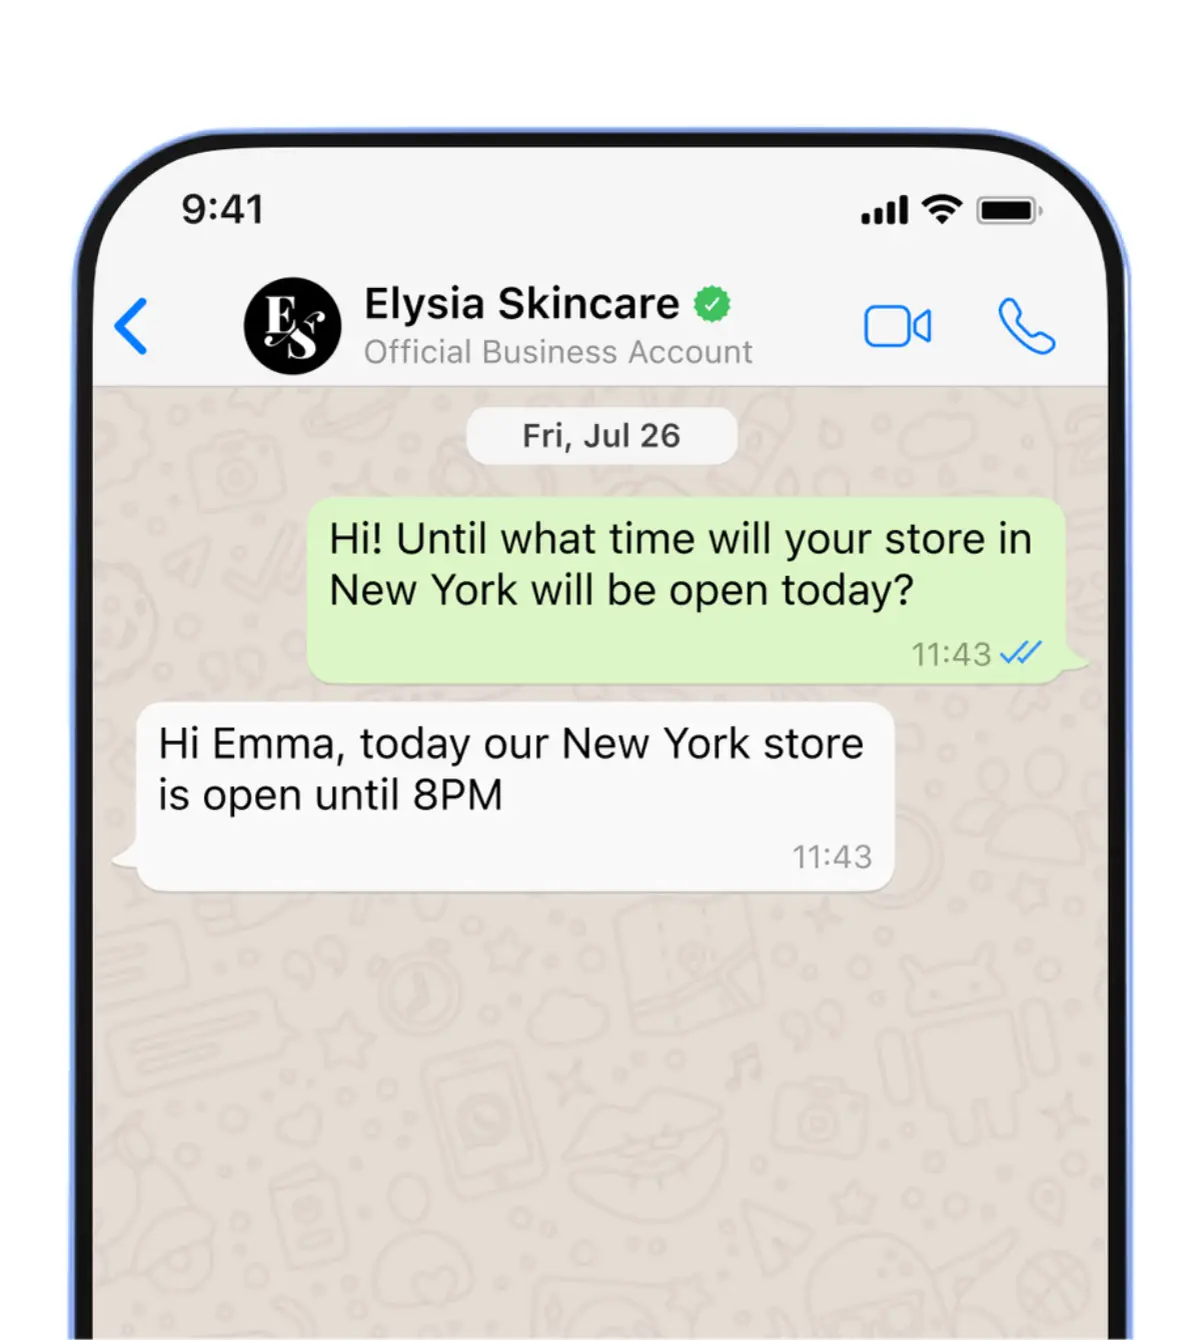 9:41
ES
Elysia Skincare
Official Business Account
Fri, Jul 26
Hi! Until what time will your store in
New York will be open today?
11:43
Hi Emma, today our New York store
is open until 8PM
11:43